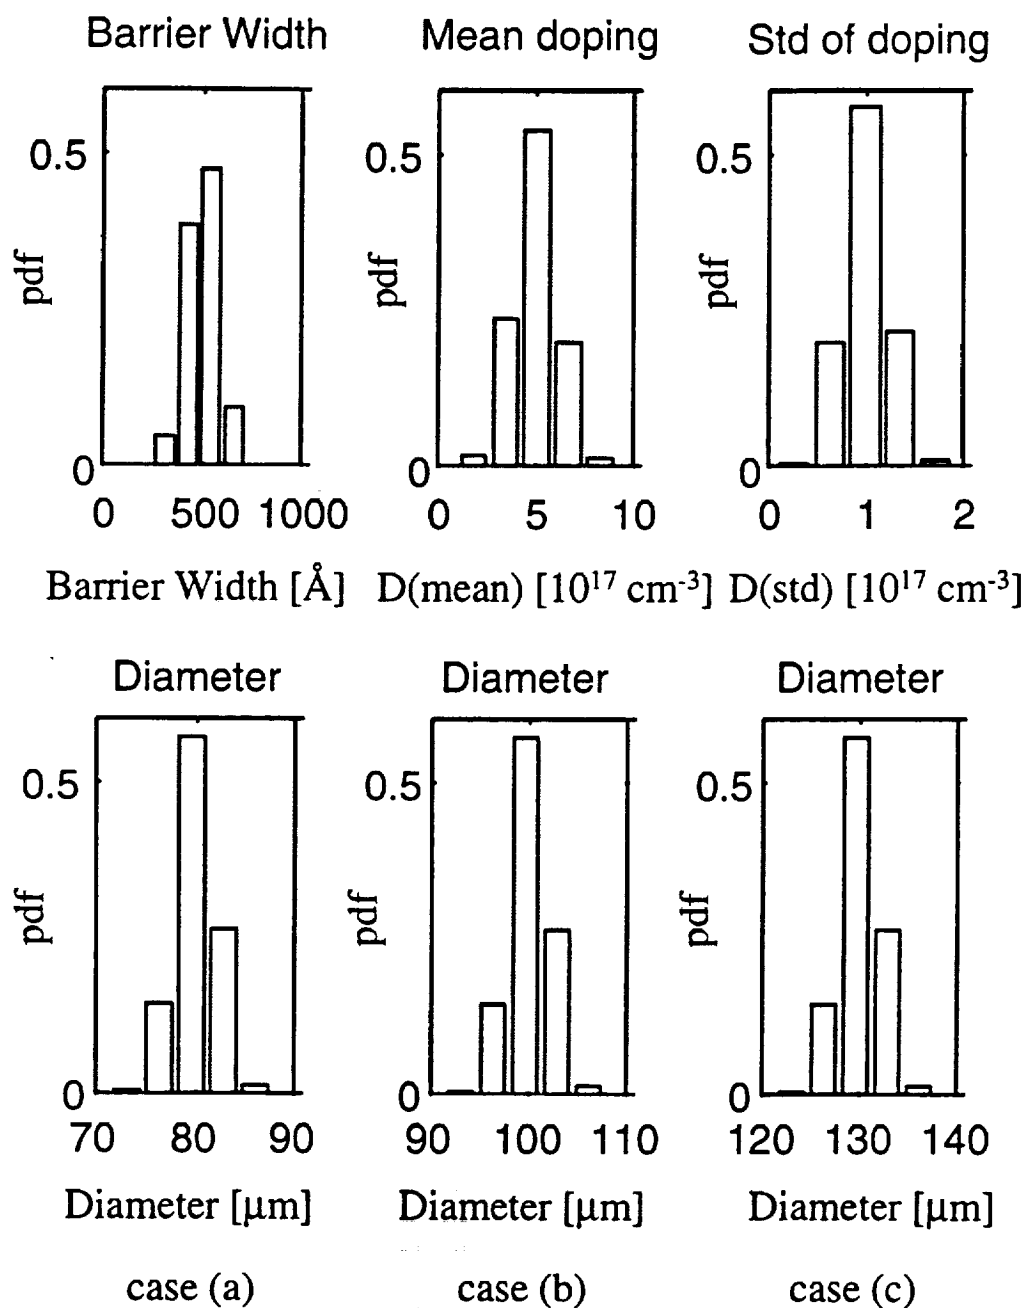 Barrier Width Mean doping Std of doping
0.5 0.5 0.5
pdf pdf pdf
0 0 0
0 500 1000 0 5 10 0 1 2
Barrier Width [Å] D(mean) [10¹⁷ cm⁻³] D(std) [10¹⁷ cm⁻³]
Diameter Diameter Diameter
0.5 0.5 0.5
pdf pdf pdf
0 0 0
70 80 90 90 100 110 120 130 140
Diameter [μm] Diameter [μm] Diameter [μm]
case (a) case (b) case (c)